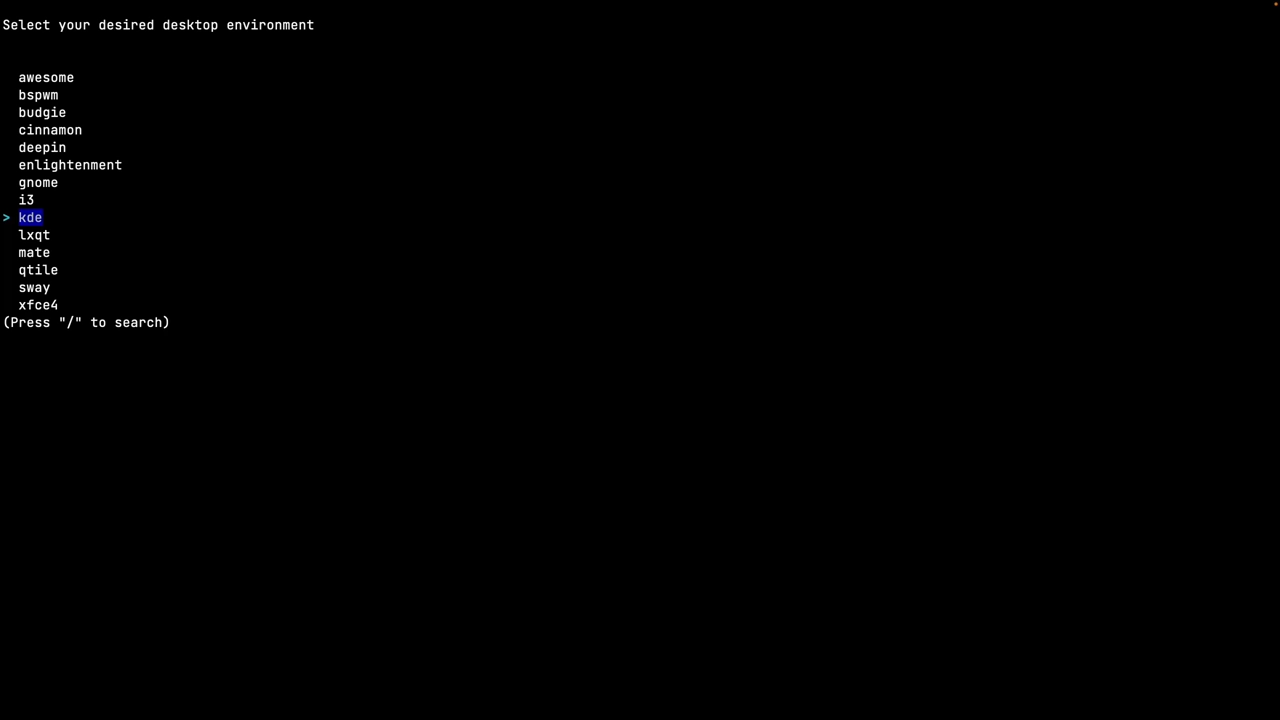 Select your desired desktop environment
awesome
bspwm
budgie
cinnamon
deepin
enlightenment
gnome
i3
> kde
lxqt
mate
qtile
sway
xfce4
(Press "/" to search)